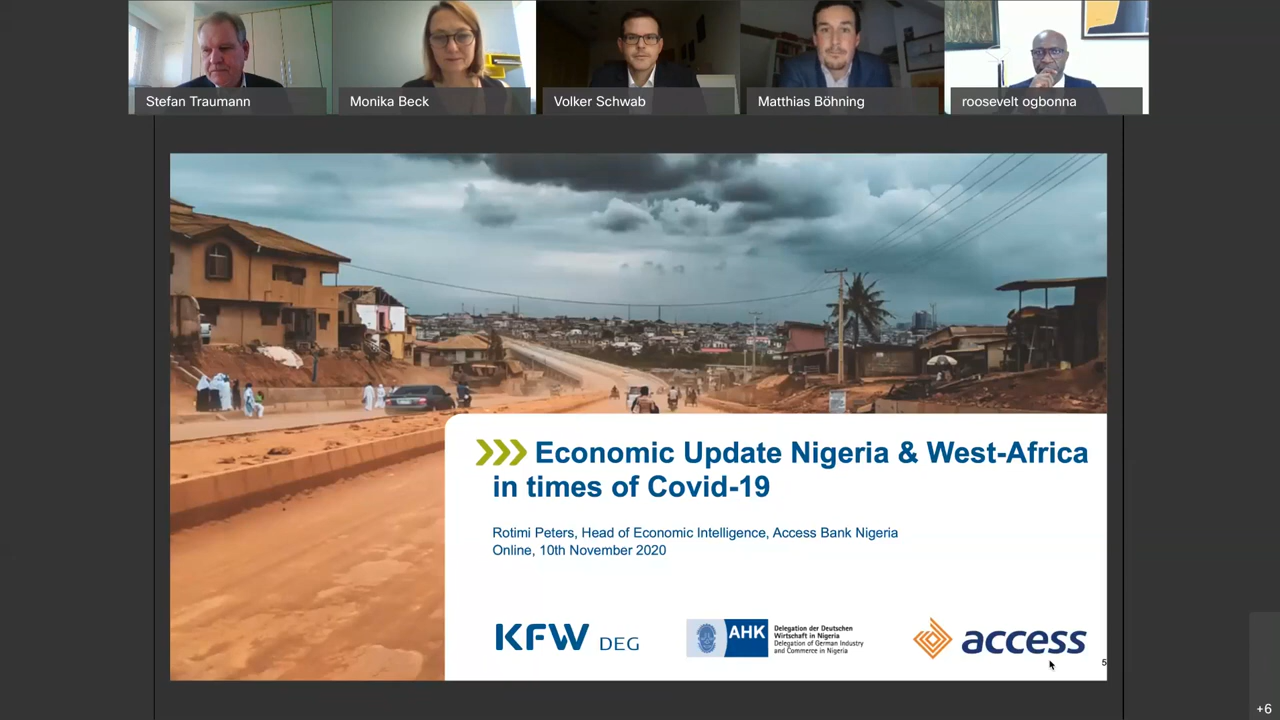 Stefan Traumann
Monika Beck
Volker Schwab
Matthias Böhning
roosevelt ogbonna
Economic Update Nigeria & West-Africa
in times of Covid-19
Rotimi Peters, Head of Economic Intelligence, Access Bank Nigeria
Online, 10th November 2020
KFW DEG
AHK
Delegation der Deutschen
Wirtschaft in Nigeria
Delegation of German Industry
and Commerce in Nigeria
access
5
+6